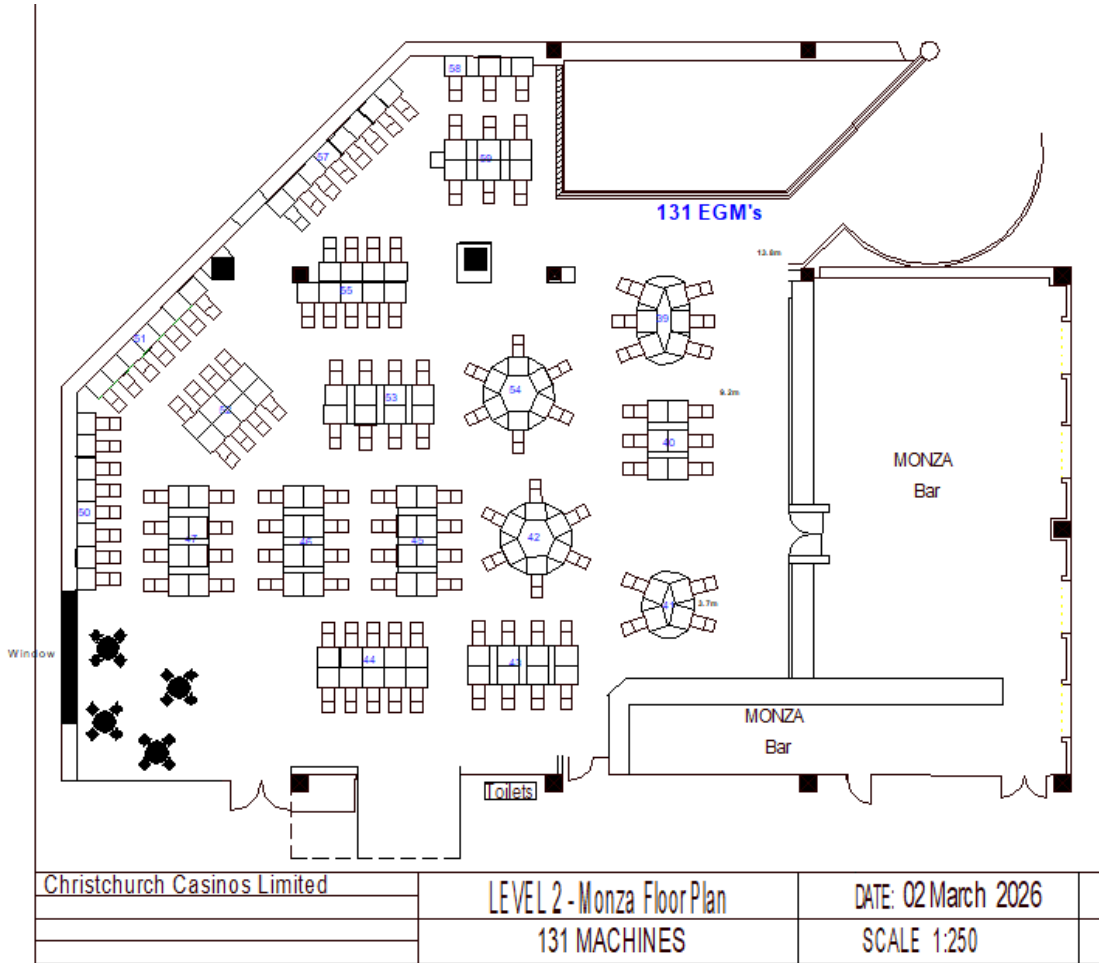 58
57
59
131 EGM's
13.8m
55
39
51
9.2m
53
54
52
40
MONZA
Bar
50
47
46
45
42
41
3.7m
Window
44
43
MONZA
Bar
Toilets
Christchurch Casinos Limited
LEVEL 2 - Monza Floor Plan
DATE: 02 March 2026
131 MACHINES
SCALE 1:250